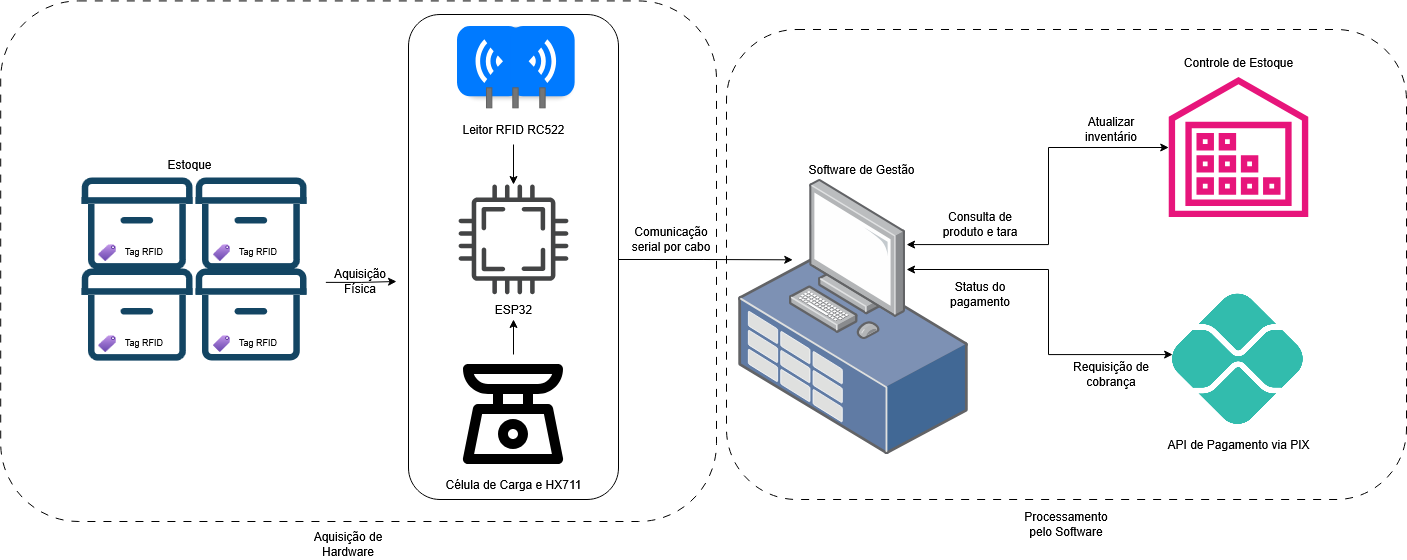 Estoque
Tag RFID
Tag RFID
Tag RFID
Tag RFID
Aquisição
Física
Leitor RFID RC522
ESP32
Célula de Carga e HX711
Aquisição de
Hardware
Comunicação
serial por cabo
Software de Gestão
Consulta de
produto e tara
Status do
pagamento
Atualizar
inventário
Controle de Estoque
Requisição de
cobrança
API de Pagamento via PIX
Processamento
pelo Software